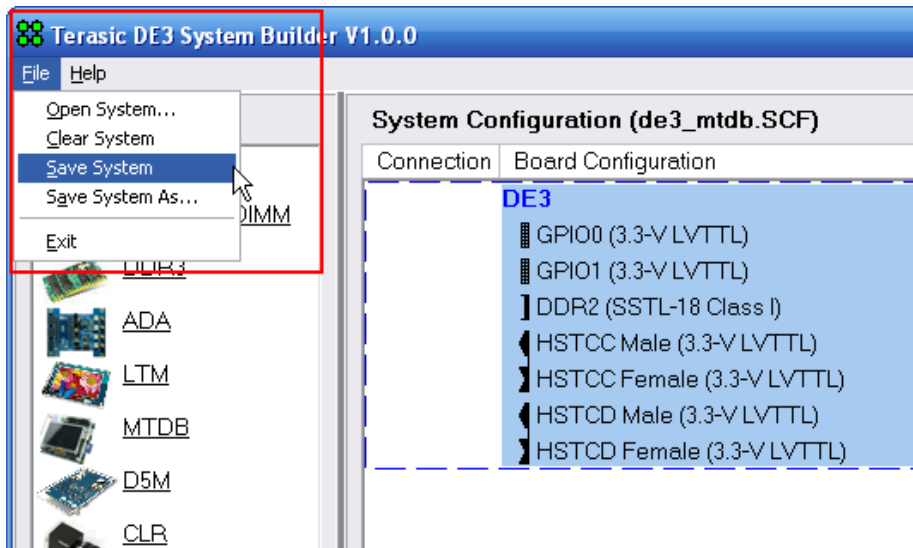 Terasic DE3 System Builder V1.0.0
File Help
Open System...
Clear System
Save System
Save System As...
Exit
DIMM
DDR3
ADA
LTM
MTDB
D5M
CLR
System Configuration (de3_mtdb.SCF)
Connection Board Configuration
DE3
GPIO0 (3.3-V LVTTL)
GPIO1 (3.3-V LVTTL)
DDR2 (SSTL-18 Class I)
HSTCC Male (3.3-V LVTTL)
HSTCC Female (3.3-V LVTTL)
HSTCD Male (3.3-V LVTTL)
HSTCD Female (3.3-V LVTTL)